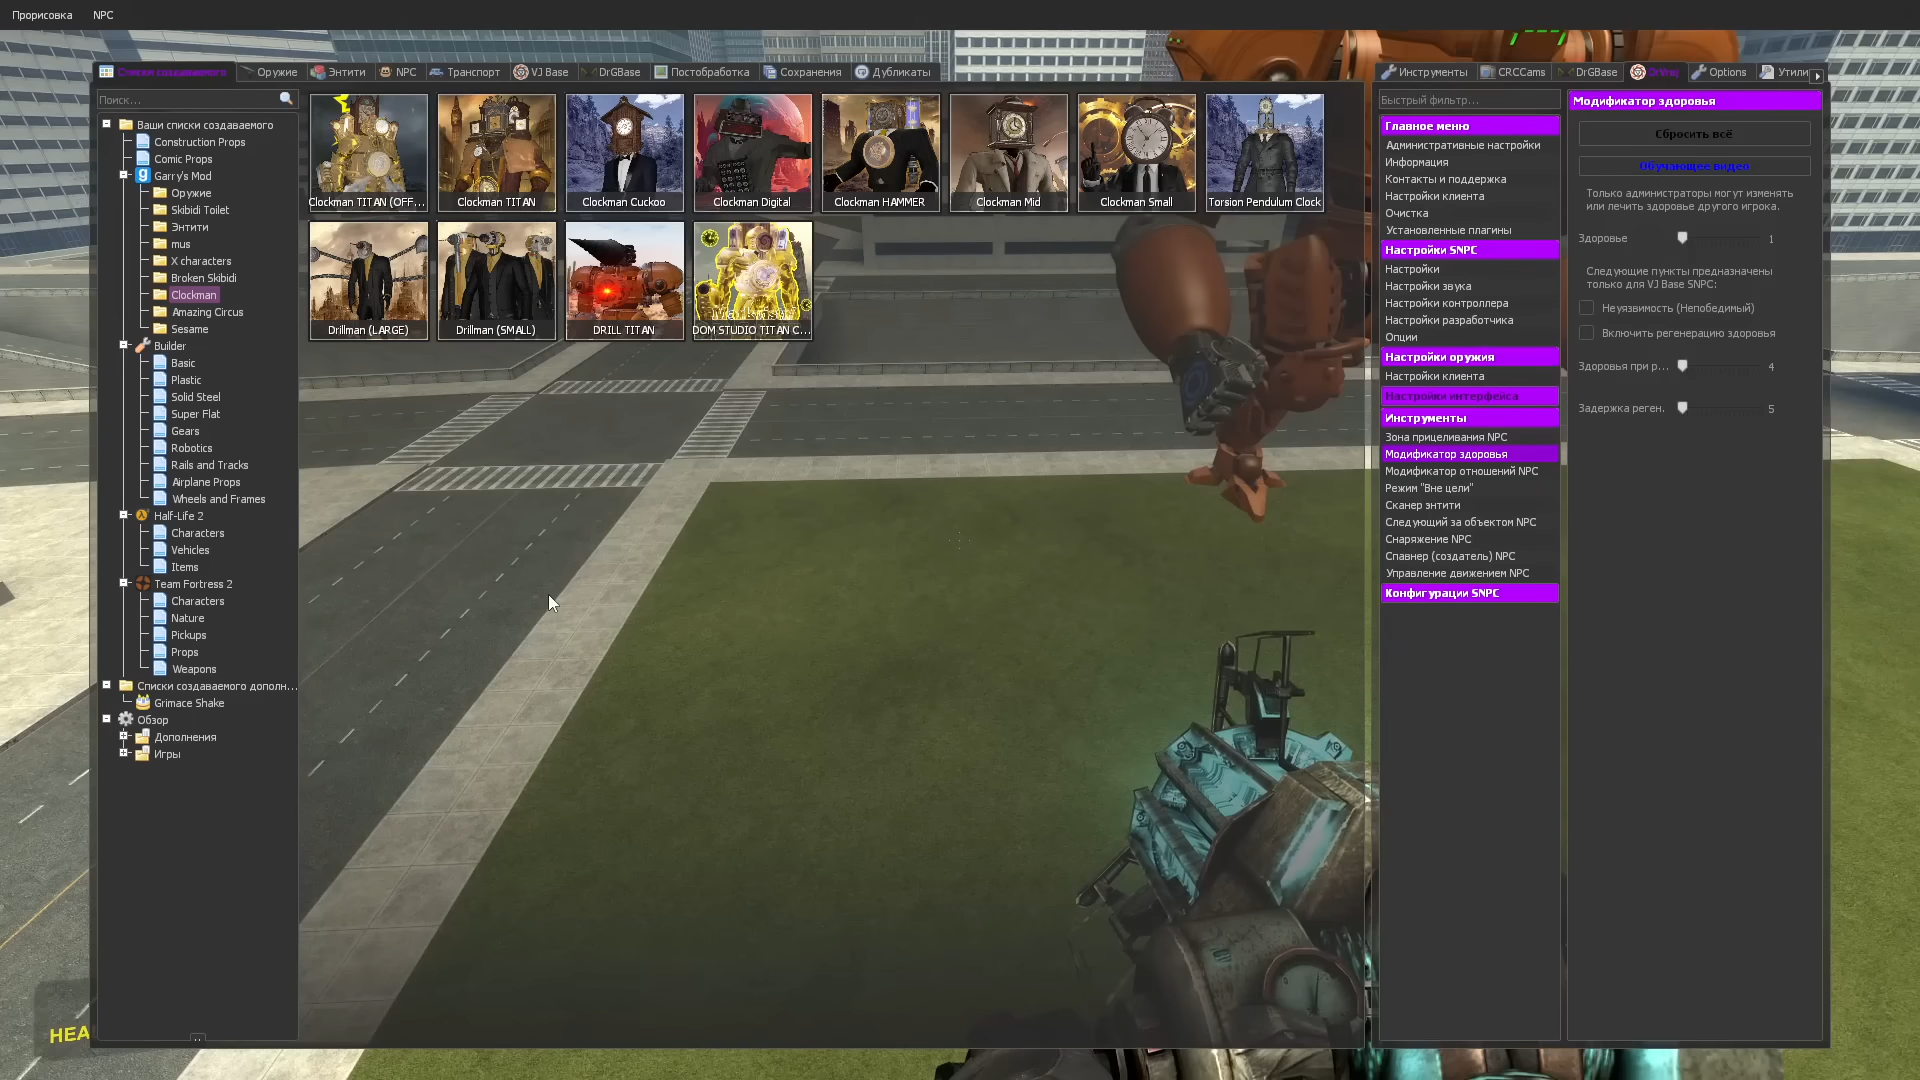 Прорисовка NPC
Списки создаваемого Оружие Энтити NPC Транспорт VJ Base DrGBase Постобработка Сохранения Дубликаты
Поиск...
Ваши списки создаваемого
Construction Props
Comic Props
Garry's Mod
Оружие
Skibidi Toilet
Энтити
mus
X characters
Broken Skibidi
Clockman
Amazing Circus
Sesame
Builder
Basic
Plastic
Solid Steel
Super Flat
Gears
Robotics
Rails and Tracks
Airplane Props
Wheels and Frames
Half-Life 2
Characters
Vehicles
Items
Team Fortress 2
Characters
Nature
Pickups
Props
Weapons
Списки создаваемого дополн...
Grimace Shake
Обзор
Дополнения
Игры
Clockman TITAN (OFF...
Clockman TITAN
Clockman Cuckoo
Clockman Digital
Clockman HAMMER
Clockman Mid
Clockman Small
Torsion Pendulum Clock
Drillman (LARGE)
Drillman (SMALL)
DRILL TITAN
DOM STUDIO TITAN C...
Инструменты CRCCams DrGBase DrVrej Options Утили
Быстрый фильтр...
Главное меню
Административные настройки
Информация
Контакты и поддержка
Настройки клиента
Очистка
Установленные плагины
Настройки SNPC
Настройки
Настройки звука
Настройки контроллера
Настройки разработчика
Опции
Настройки оружия
Настройки клиента
Настройки интерфейса
Инструменты
Зона прицеливания NPC
Модификатор здоровья
Модификатор отношений NPC
Режим "Вне цели"
Сканер энтити
Следующий за объектом NPC
Снаряжение NPC
Спавнер (создатель) NPC
Управление движением NPC
Конфигурации SNPC
Модификатор здоровья
Сбросить всё
Обучающее видео
Только администраторы могут изменять
или лечить здоровье другого игрока.
Здоровье 1
Следующие пункты предназначены
только для VJ Base SNPC:
Неуязвимость (Непобедимый)
Включить регенерацию здоровья
Здоровья при р... 4
Задержка реген. 5
HEA